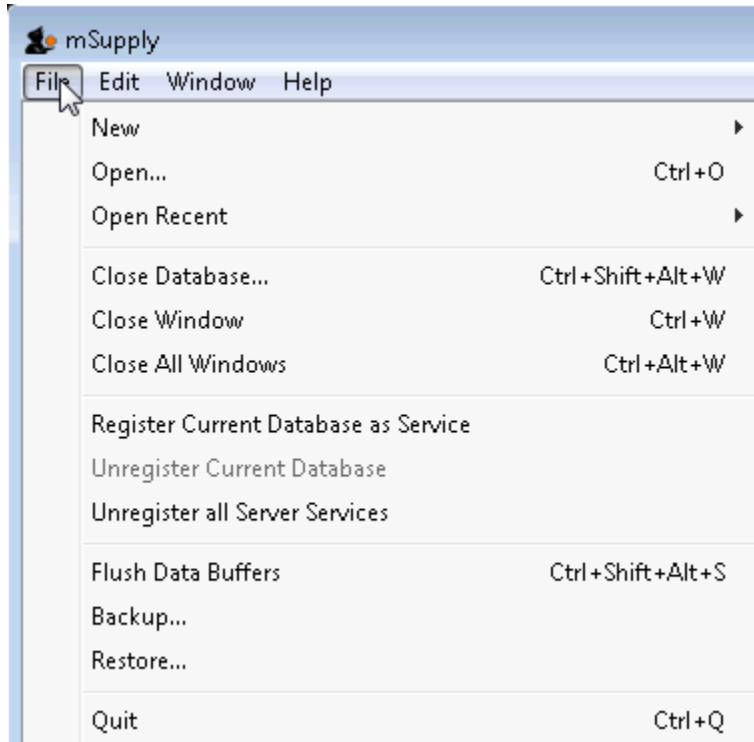 mSupply
File Edit Window Help
New
Open... Ctrl+O
Open Recent
Close Database... Ctrl+Shift+Alt+W
Close Window Ctrl+W
Close All Windows Ctrl+Alt+W
Register Current Database as Service
Unregister Current Database
Unregister all Server Services
Flush Data Buffers Ctrl+Shift+Alt+S
Backup...
Restore...
Quit Ctrl+Q